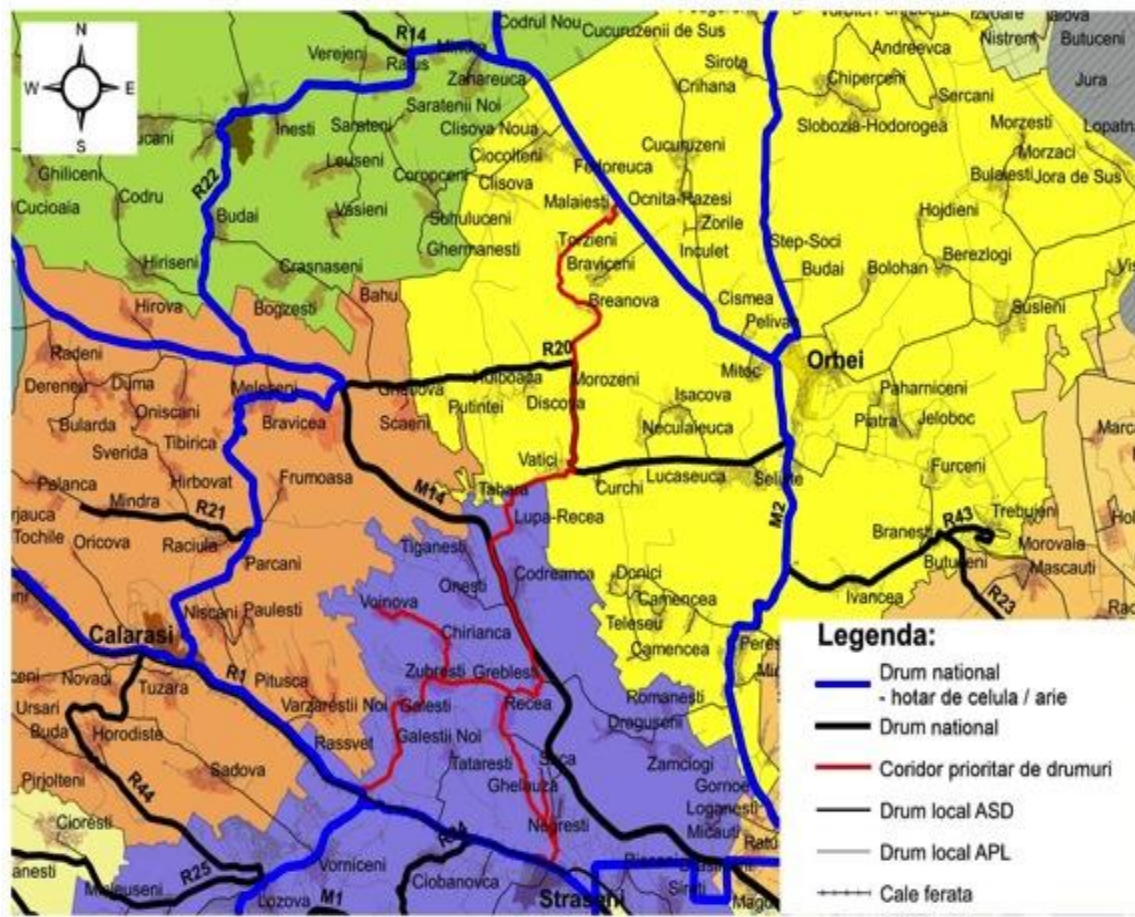 Codrul Nou
N
R14
Cucuruzenii de Sus
Andreevca
Nistreni
Butuceni
Verejeni
Ratus
Sirota
Chiperceni
Jura
W
E
Zahareuca
Crihana
Sercani
Saratenii Noi
Slobozia-Hodorogea
Morzesti
Lopatna
S
Inesti
Sarateni
Clisova Noua
Cucuruzeni
Morzaci
Leuseni
Ciocolteni
Fedoreuca
Bulaiesti
Jora de Sus
Ghiliceni
R22
Coropceni
Clisova
Codru
Malaiesti
Ocnita-Razesi
Cucioaia
Vasieni
Suhuluceni
Zorile
Hojdieni
Budai
Torzieni
Step-Soci
Ghermanesti
Inculet
Berezlogi
Hiriseni
Crasnaseni
Braviceni
Budai
Bolohan
Bahu
Breanova
Cismea
Hirova
Bogzesti
Susleni
Pelivan
Radeni
R20
Orhei
Dereneu
Duma
Meleseni
Morozeni
Mitoc
Paharniceni
Oniscani
Putintei
Discova
Isacova
Bularda
Bravicea
Scaeni
Piatra
Jeloboc
Sverida
Tibirica
Neculaieuca
Vatici
Furceni
Palanca
Hirbovat
Frumoasa
Lucaseuca
Seliste
Mindra
Tabara
Curchi
R21
M14
Trebujeni
Lupa-Recea
M2
R43
Tochile
Oricova
Raciula
Branesti
Morovaia
Tiganesti
Parcani
Codreanca
Butuceni
Mascauti
Onesti
Donici
Ivancea
R23
Niscani
Paulesti
Voinova
Camencea
Calarasi
Chirianca
Teleseu
Legenda:
R1
Camencea
Drum national
- hotar de celula / arie
Novaci
Zubresti
Greblesti
Tuzara
Pitusca
Romanesti
Ursari
Varzarestii Noi
Galesti
Recea
Drum national
Buda
Horodiste
Draguseni
Rassvet
Galestii Noi
Suca
Coridor prioritar de drumuri
Tataresti
Zamciogi
Pirjolteni
Sadova
R44
Ghelauza
Gornoe
Drum local ASD
Loganesti
Cioresti
Negresti
Micauti
Drum local APL
Vorniceni
R25
Ciobanovca
Lozova
M1
Straseni
Cale ferata